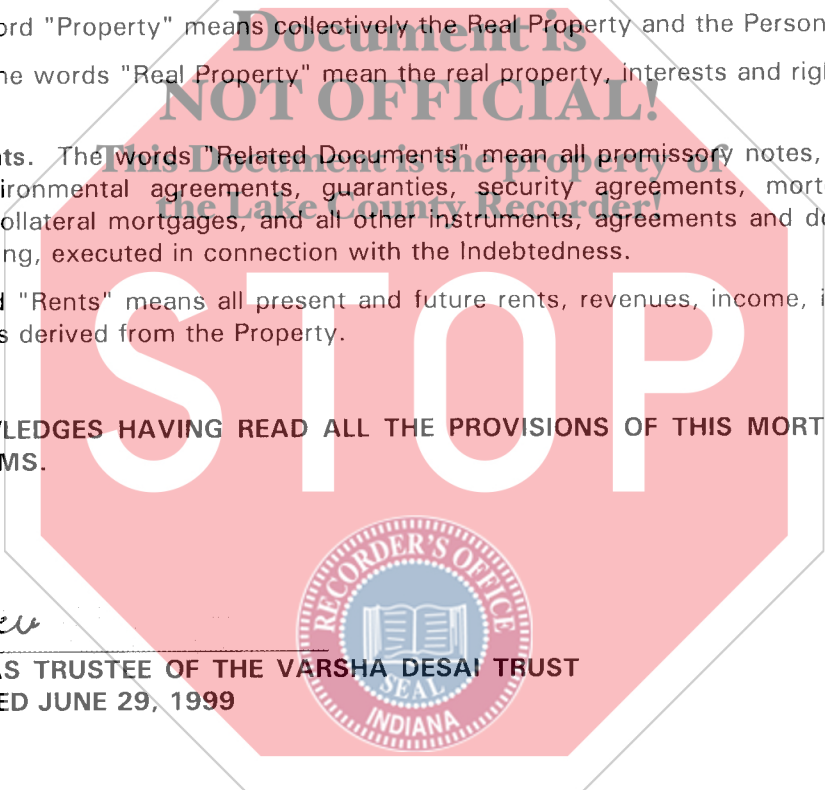 ord "Property" means collectively the Real Property and the Person
Document is
ne words "Real Property" mean the real property, interests and righ
NOT OFFICIAL!
nts. The words "Related Documents" mean all promissory notes,
This Document is the property of
ironmental agreements, guaranties, security agreements, mort
the Lake County Recorder!
ollateral mortgages, and all other instruments, agreements and do
ng, executed in connection with the Indebtedness.
d "Rents" means all present and future rents, revenues, income, i
s derived from the Property.
STOP
LEDGES HAVING READ ALL THE PROVISIONS OF THIS MORT
MS.
RECORDER'S OFFICE
AS TRUSTEE OF THE VARSHA DESAI TRUST
SEAL
ED JUNE 29, 1999
INDIANA